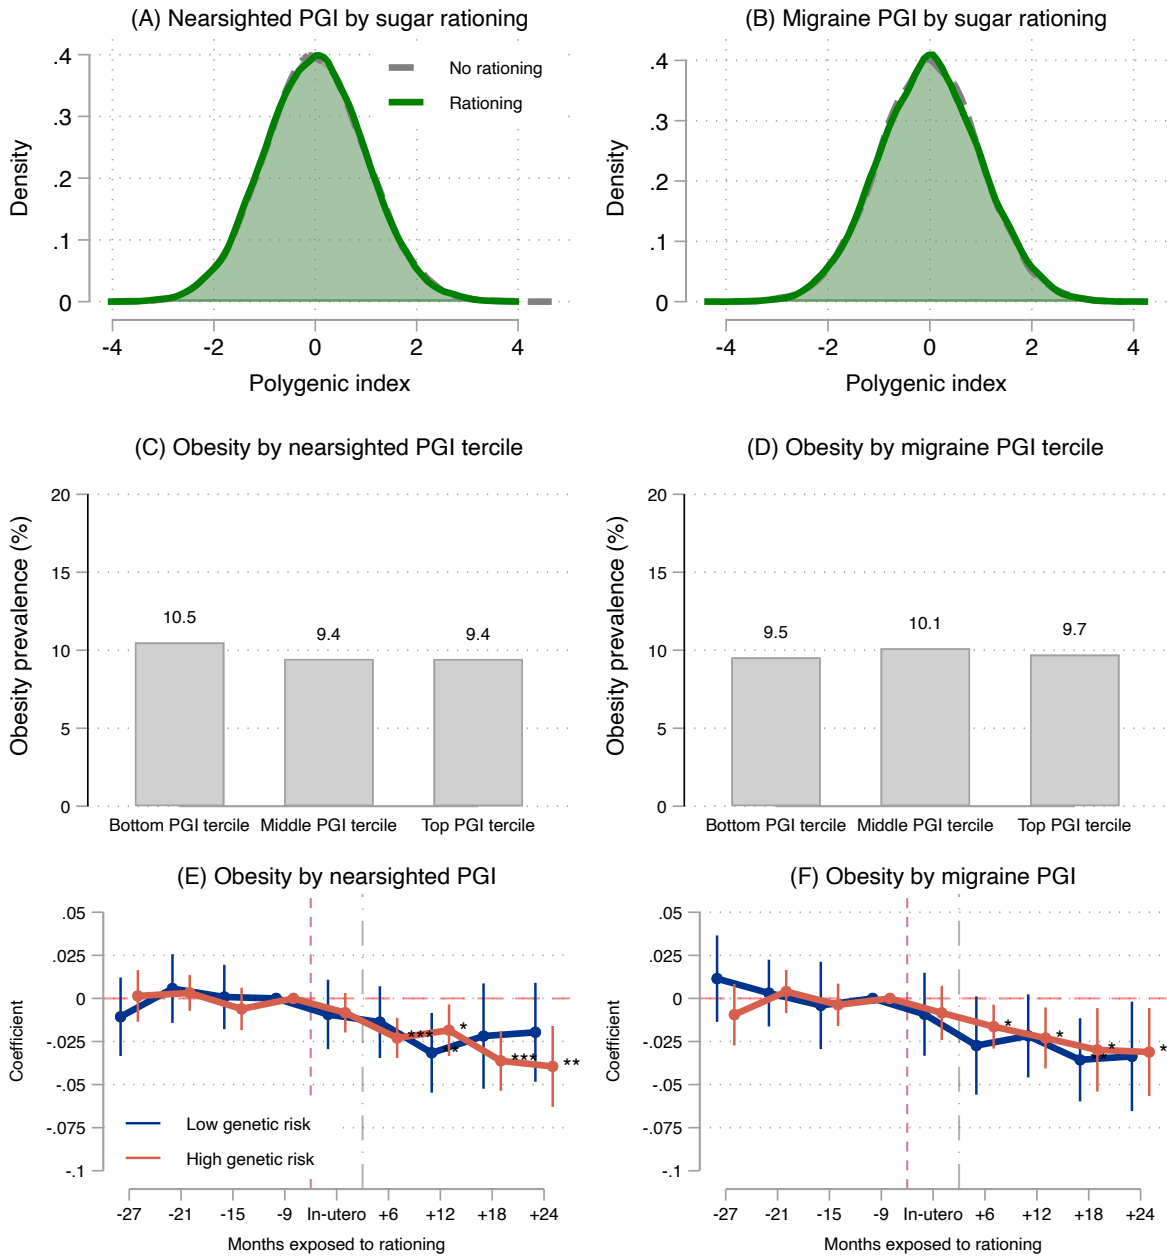 (A) Nearsighted PGI by sugar rationing
.4
.3
.2
.1
0
Density
No rationing
Rationing
-4 -2 0 2 4
Polygenic index
(B) Migraine PGI by sugar rationing
.4
.3
.2
.1
0
Density
-4 -2 0 2 4
Polygenic index
(C) Obesity by nearsighted PGI tercile
20
15
10
5
0
Obesity prevalence (%)
10.5 9.4 9.4
Bottom PGI tercile Middle PGI tercile Top PGI tercile
(D) Obesity by migraine PGI tercile
20
15
10
5
0
Obesity prevalence (%)
9.5 10.1 9.7
Bottom PGI tercile Middle PGI tercile Top PGI tercile
(E) Obesity by nearsighted PGI
.05
.025
0
-.025
-.05
-.075
-.1
Coefficient
*** ** * *** **
Low genetic risk
High genetic risk
-27 -21 -15 -9 In-utero +6 +12 +18 +24
Months exposed to rationing
(F) Obesity by migraine PGI
.05
.025
0
-.025
-.05
-.075
-.1
Coefficient
* * ** * *
-27 -21 -15 -9 In-utero +6 +12 +18 +24
Months exposed to rationing